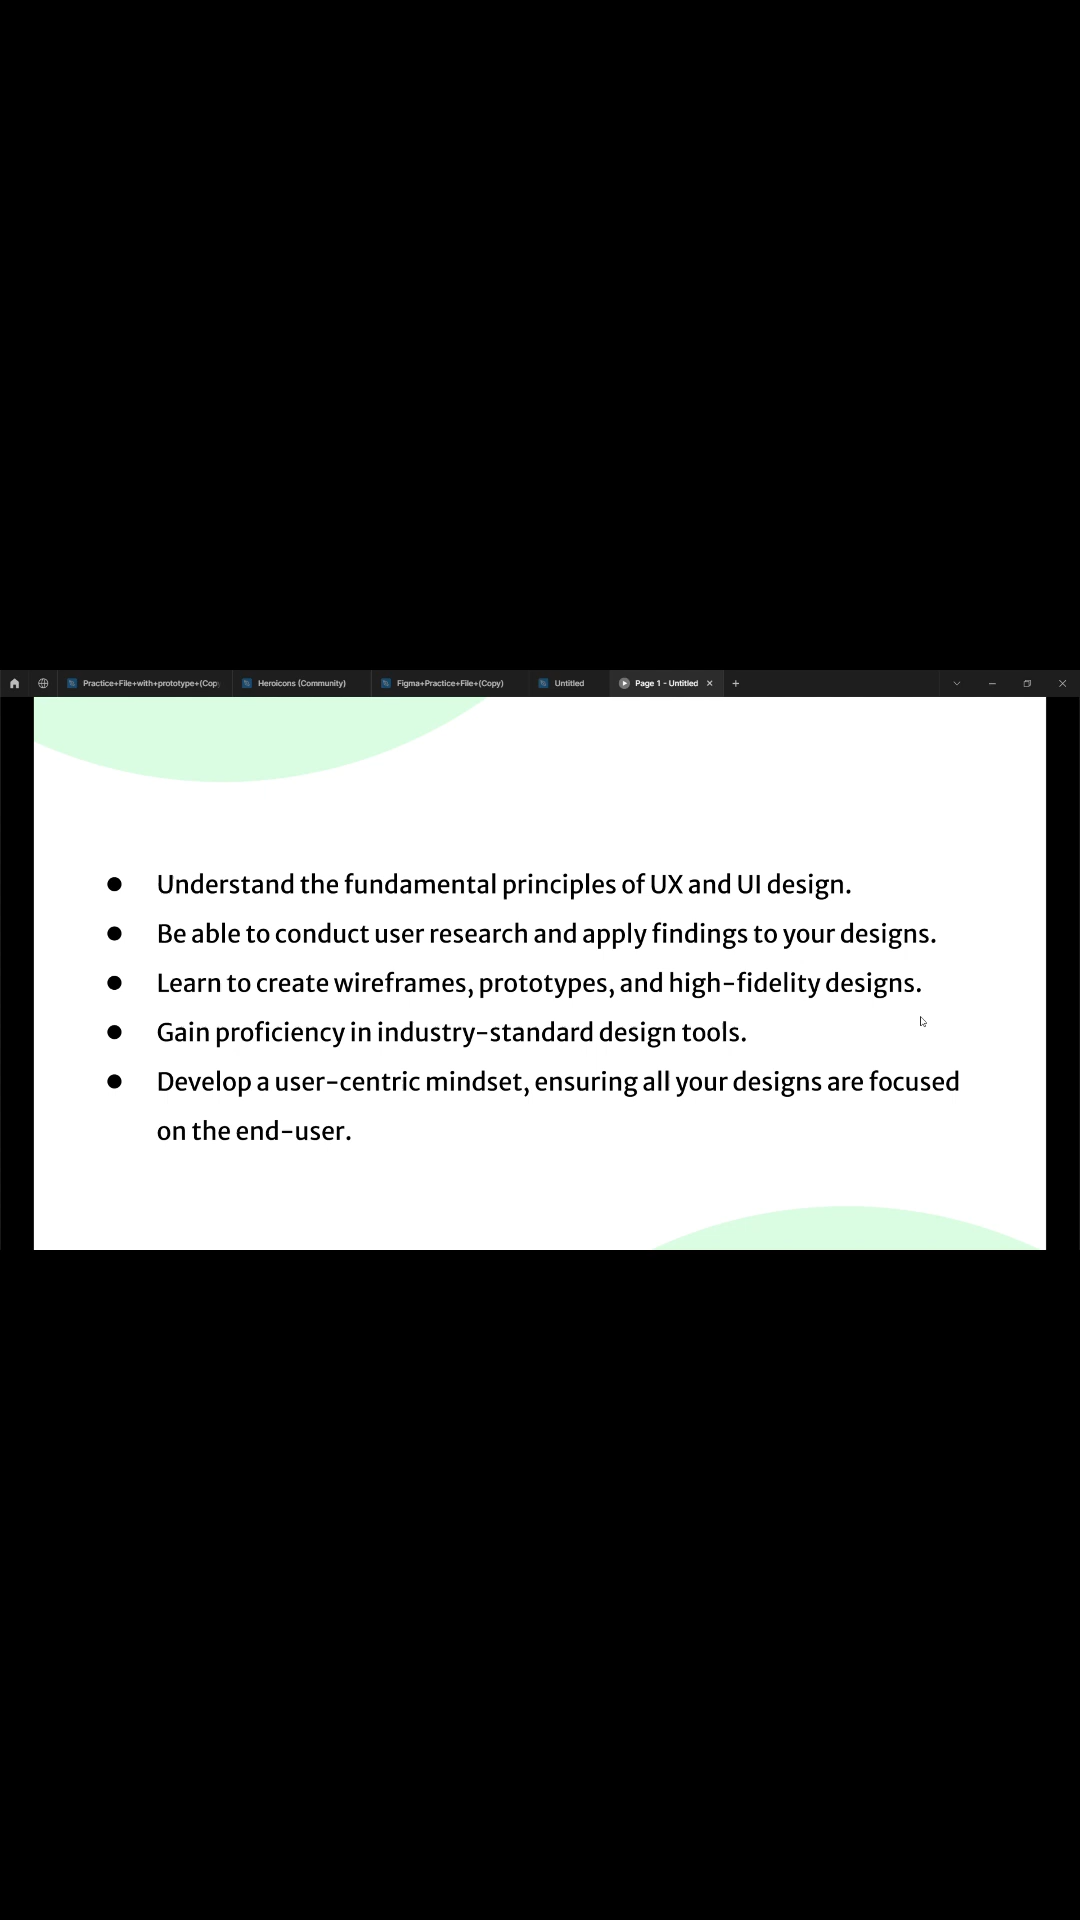 Practice+File+with+prototype+(Cop
Heroicons (Community)
Figma+Practice+File+(Copy)
Untitled
Page 1 - Untitled
● Understand the fundamental principles of UX and UI design.
● Be able to conduct user research and apply findings to your designs.
● Learn to create wireframes, prototypes, and high-fidelity designs.
● Gain proficiency in industry-standard design tools.
● Develop a user-centric mindset, ensuring all your designs are focused
on the end-user.